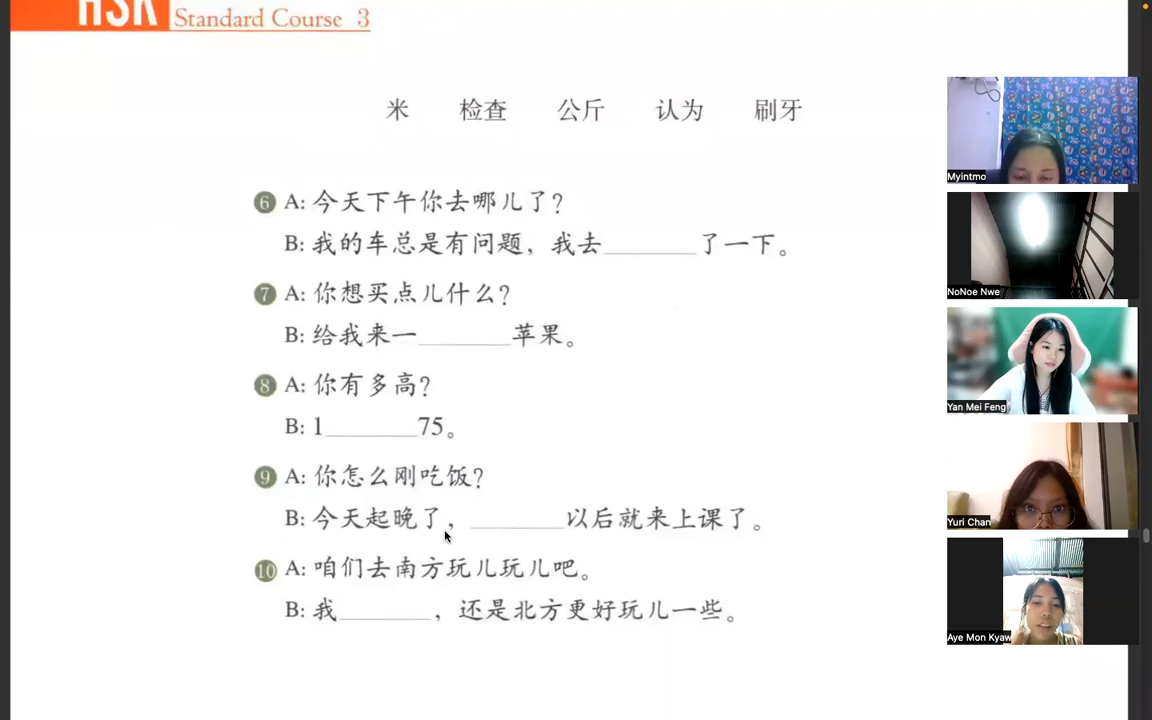 HSK Standard Course 3
米 检查 公斤 认为 刷牙
6 A: 今天下午你去哪儿了?
B: 我的车总是有问题，我去________了一下。
7 A: 你想买点儿什么?
B: 给我来一________苹果。
8 A: 你有多高?
B: 1________75。
9 A: 你怎么刚吃饭?
B: 今天起晚了，________以后就来上课了。
10 A: 咱们去南方玩儿玩儿吧。
B: 我________，还是北方更好玩儿一些。
Myintmo
NoNoe Nwe
Yan Mei Feng
Yuri Chan
Aye Mon Kyaw